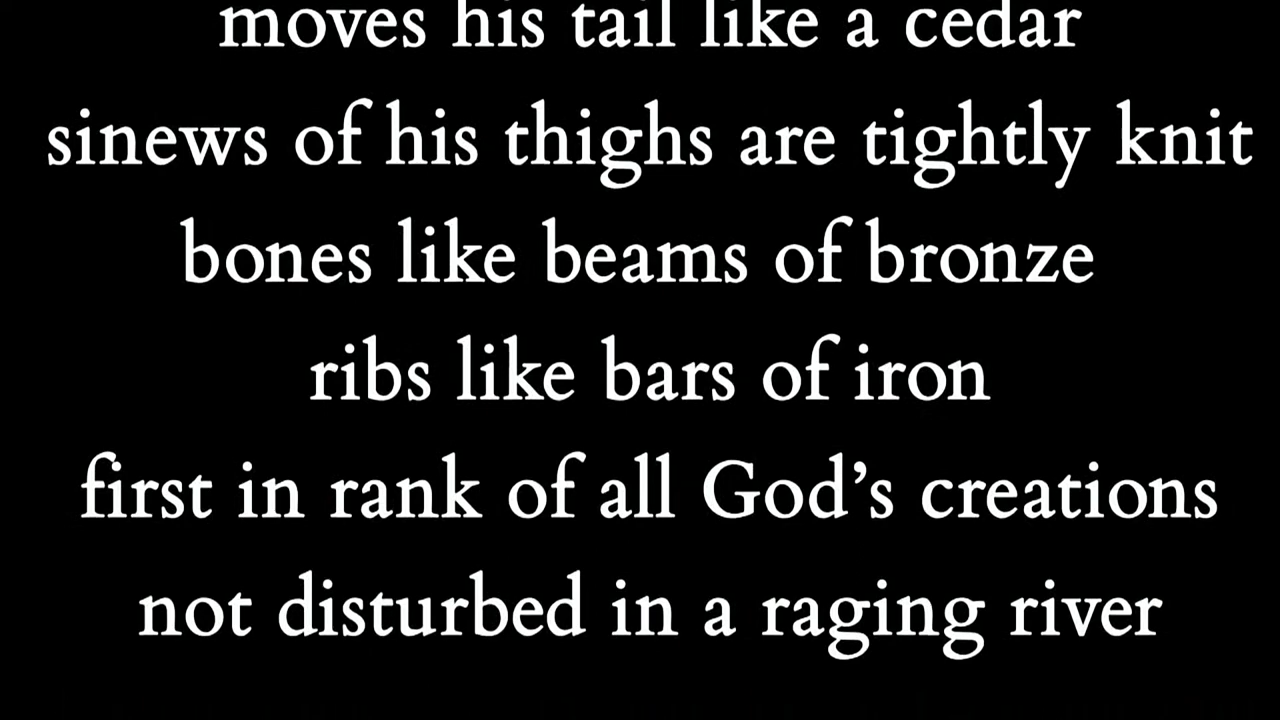 moves his tail like a cedar
sinews of his thighs are tightly knit
bones like beams of bronze
ribs like bars of iron
first in rank of all God’s creations
not disturbed in a raging river